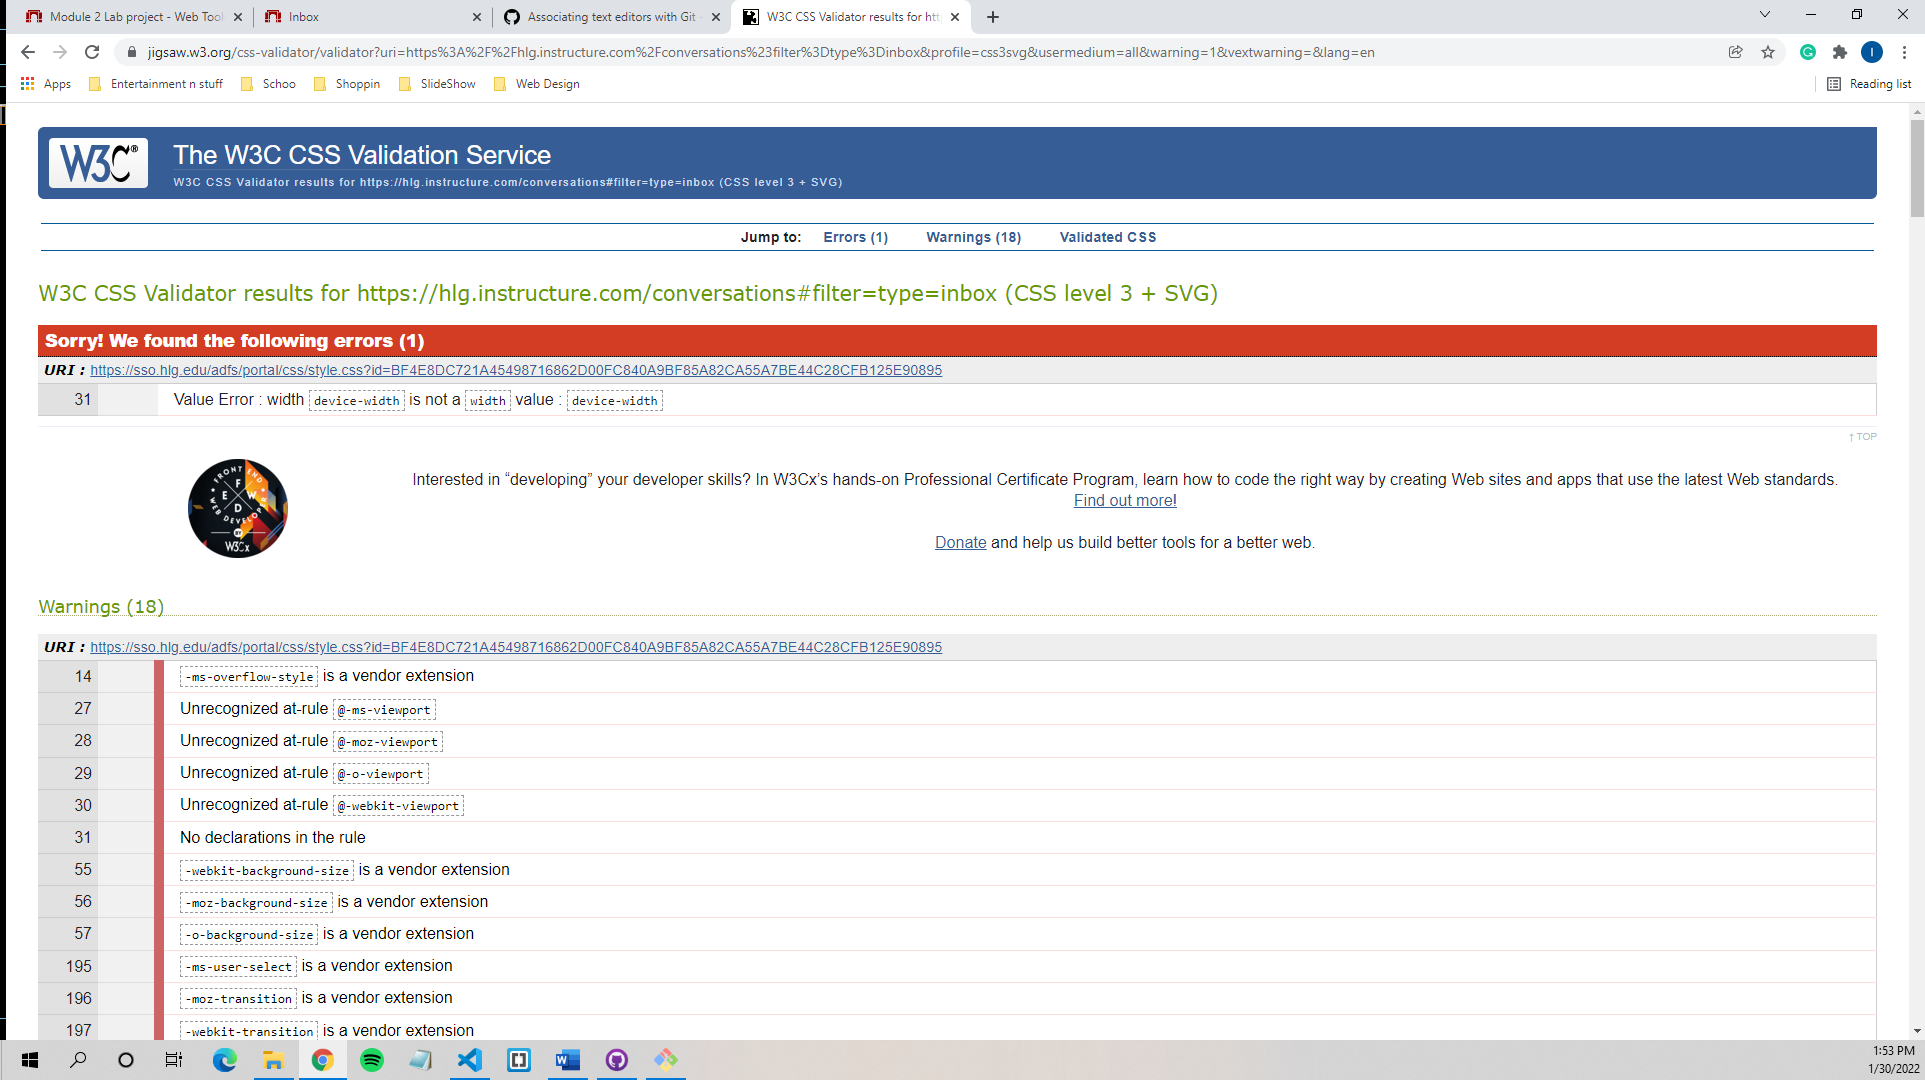 Module 2 Lab project - Web Tool
Inbox
Associating text editors with Git -
W3C CSS Validator results for htt
jigsaw.w3.org/css-validator/validator?uri=https%3A%2F%2Fhlg.instructure.com%2Fconversations%23filter%3Dtype%3Dinbox&profile=css3svg&usermedium=all&warning=1&vextwarning=&lang=en
Apps Entertainment n stuff Schoo Shoppin SlideShow Web Design Reading list
W3C®
The W3C CSS Validation Service
W3C CSS Validator results for https://hlg.instructure.com/conversations#filter=type=inbox (CSS level 3 + SVG)
Jump to: Errors (1) Warnings (18) Validated CSS
W3C CSS Validator results for https://hlg.instructure.com/conversations#filter=type=inbox (CSS level 3 + SVG)
Sorry! We found the following errors (1)
URI : https://sso.hlg.edu/adfs/portal/css/style.css?id=BF4E8DC721A45498716862D00FC840A9BF85A82CA55A7BE44C28CFB125E90895
31 Value Error : width device-width is not a width value : device-width
↑ TOP
FRONT END
WEB DEVELOPER
F E W D
BY
W3Cx
Interested in “developing” your developer skills? In W3Cx’s hands-on Professional Certificate Program, learn how to code the right way by creating Web sites and apps that use the latest Web standards.
Find out more!
Donate and help us build better tools for a better web.
Warnings (18)
URI : https://sso.hlg.edu/adfs/portal/css/style.css?id=BF4E8DC721A45498716862D00FC840A9BF85A82CA55A7BE44C28CFB125E90895
14 -ms-overflow-style is a vendor extension
27 Unrecognized at-rule @-ms-viewport
28 Unrecognized at-rule @-moz-viewport
29 Unrecognized at-rule @-o-viewport
30 Unrecognized at-rule @-webkit-viewport
31 No declarations in the rule
55 -webkit-background-size is a vendor extension
56 -moz-background-size is a vendor extension
57 -o-background-size is a vendor extension
195 -ms-user-select is a vendor extension
196 -moz-transition is a vendor extension
197 -webkit-transition is a vendor extension
1:53 PM
1/30/2022